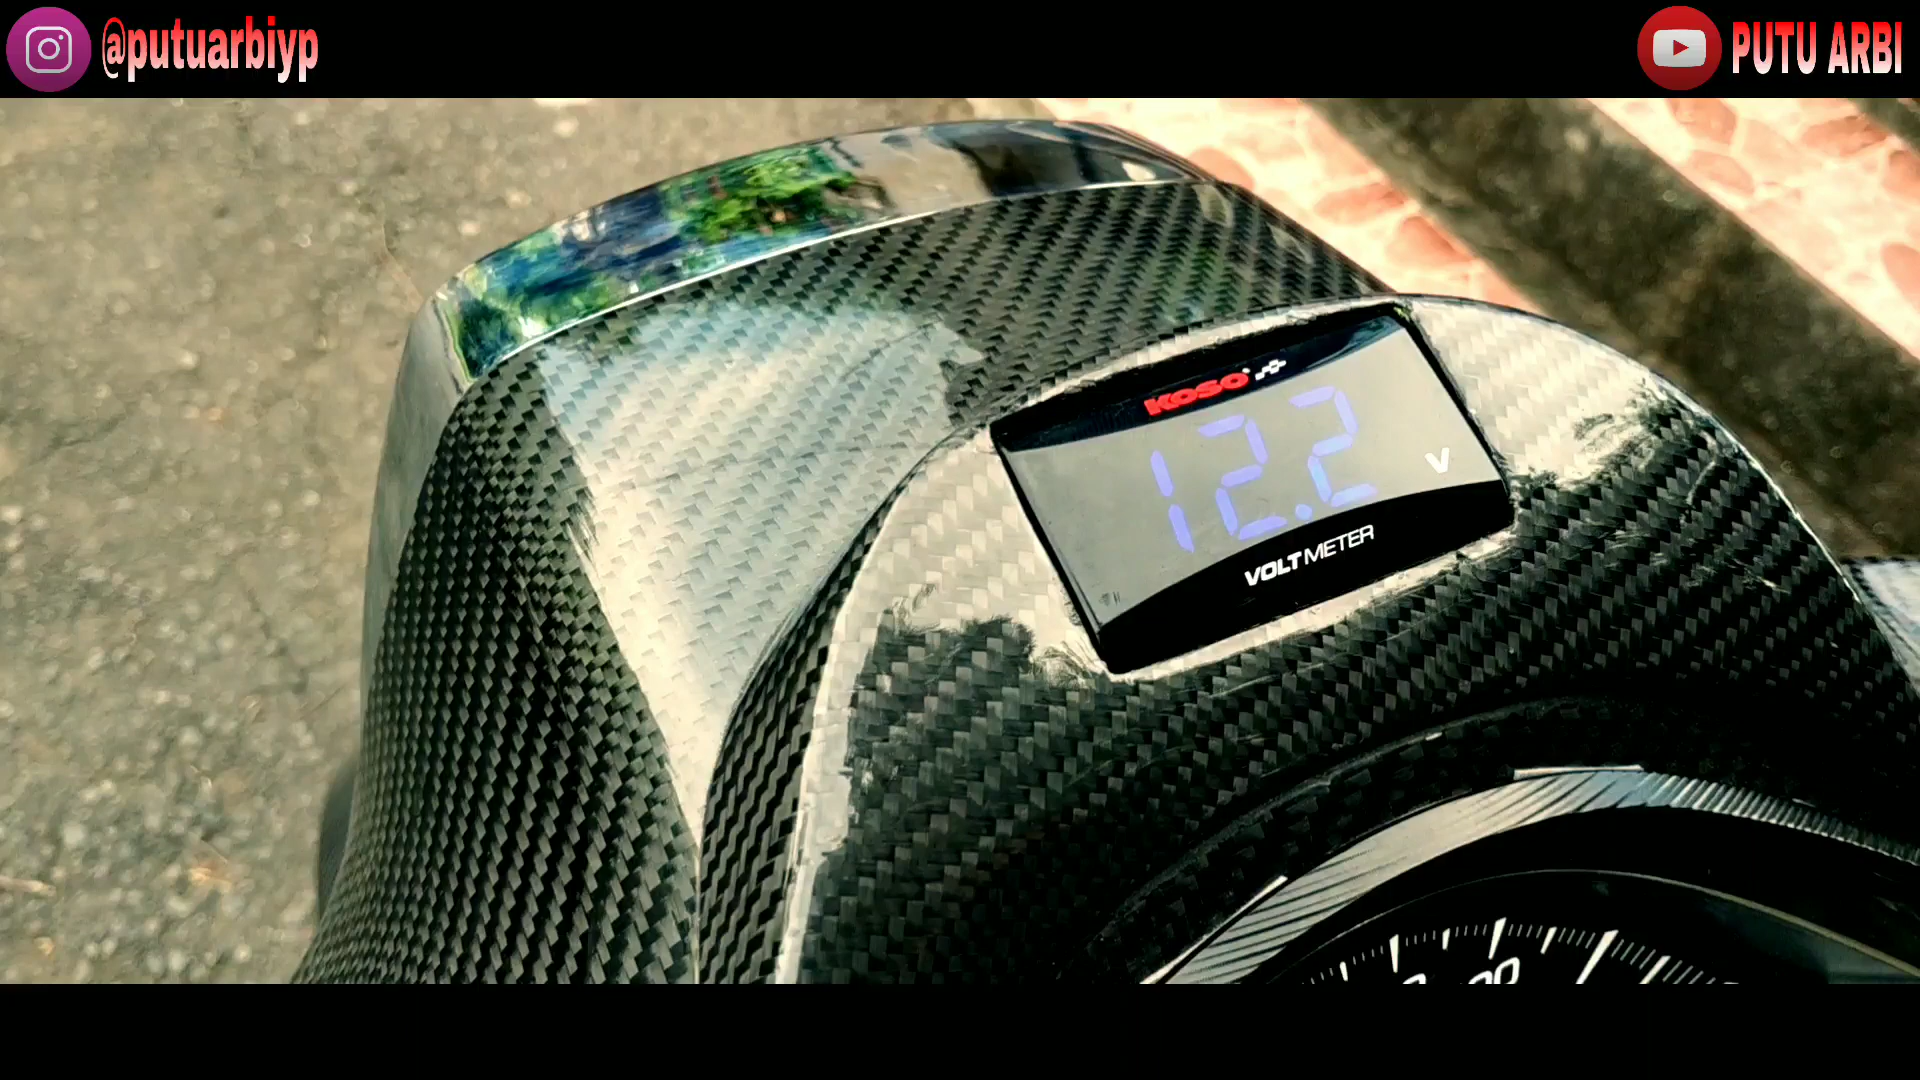 @putuarbiyp
PUTU ARBI
KOSO
12.2
V
VOLT METER